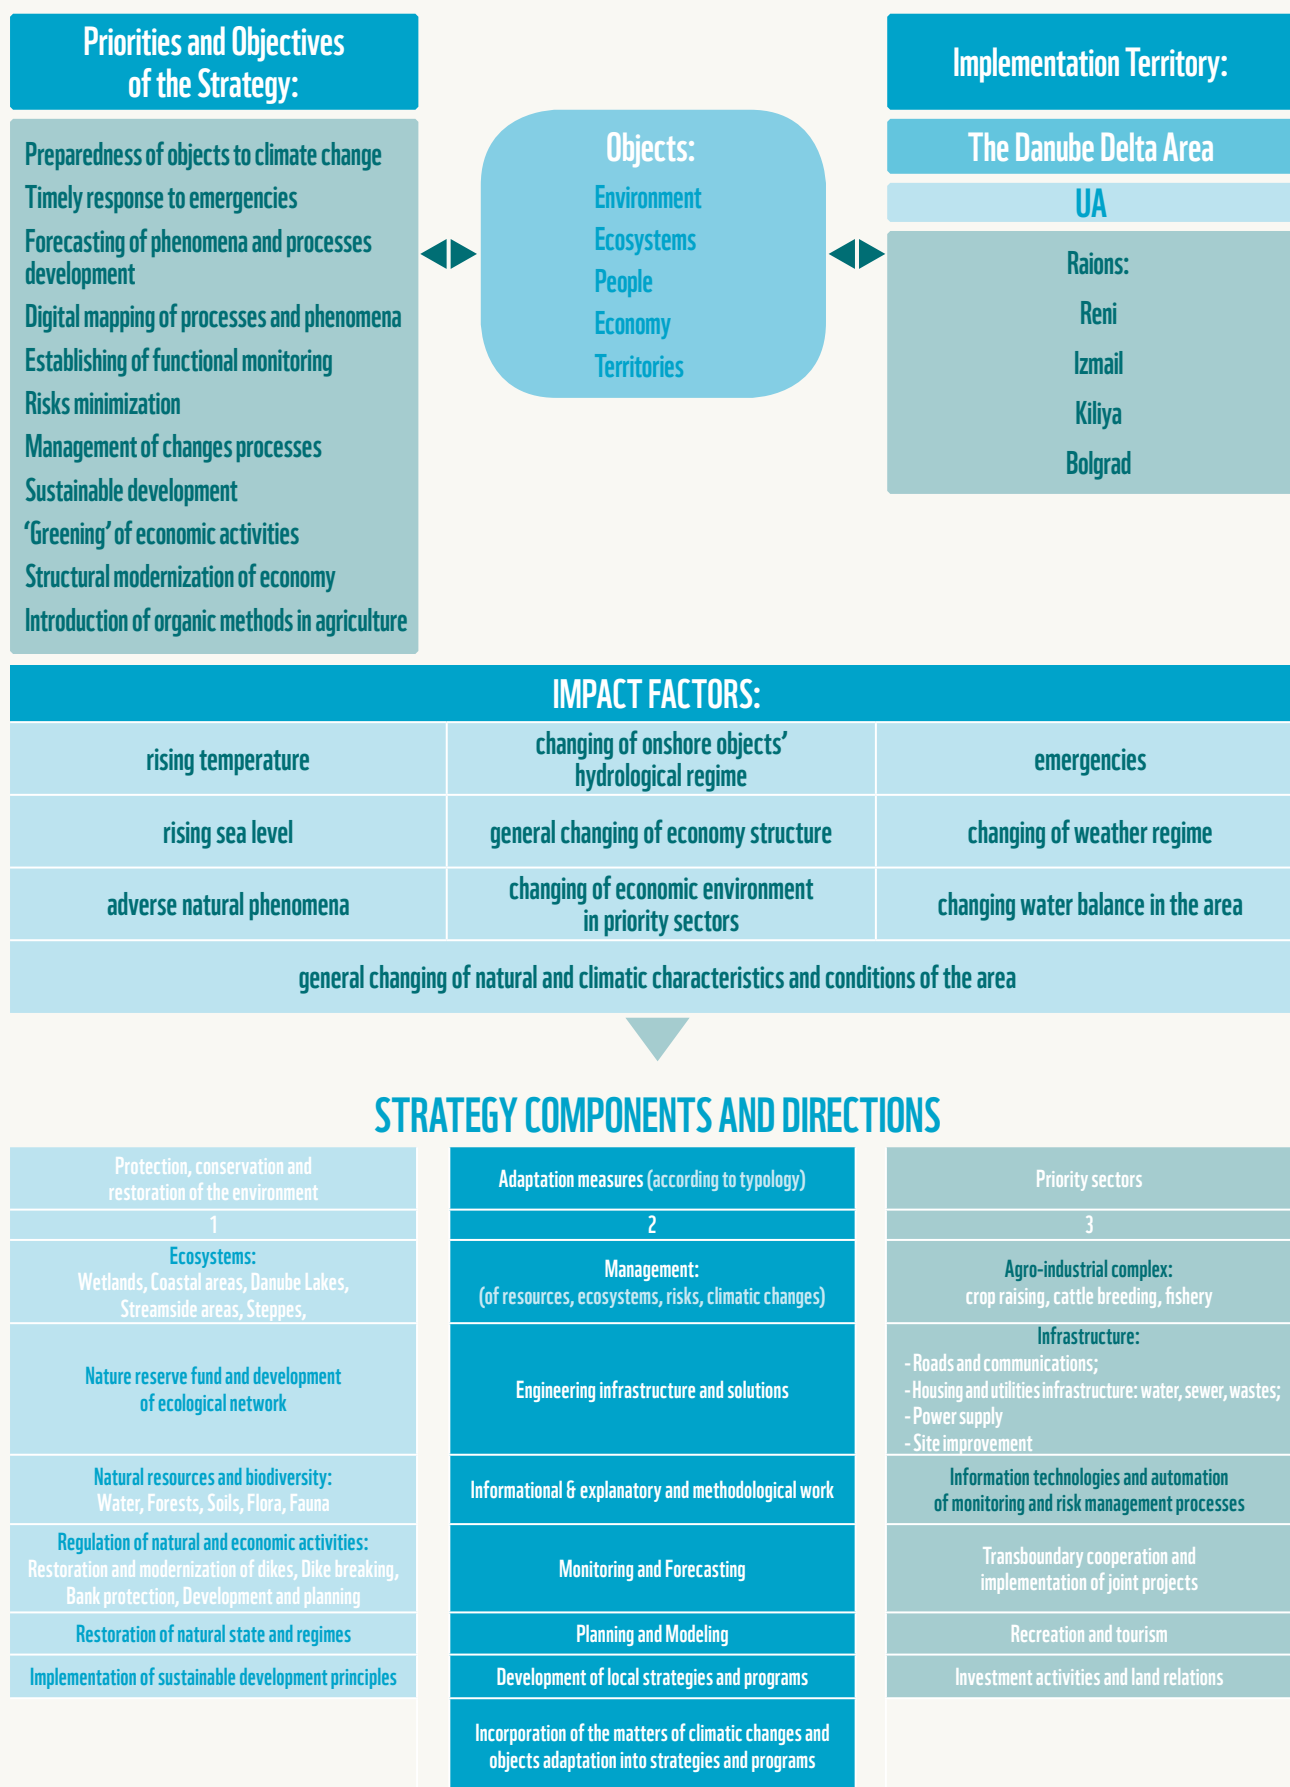 Priorities and Objectives
of the Strategy:
Preparedness of objects to climate change
Timely response to emergencies
Forecasting of phenomena and processes
development
Digital mapping of processes and phenomena
Establishing of functional monitoring
Risks minimization
Management of changes processes
Sustainable development
‘Greening’ of economic activities
Structural modernization of economy
Introduction of organic methods in agriculture
Objects:
Environment
Ecosystems
People
Economy
Territories
Implementation Territory:
The Danube Delta Area
UA
Raions:
Reni
Izmail
Kiliya
Bolgrad
IMPACT FACTORS:
rising temperature
changing of onshore objects’
hydrological regime
emergencies
rising sea level
general changing of economy structure
changing of weather regime
adverse natural phenomena
changing of economic environment
in priority sectors
changing water balance in the area
general changing of natural and climatic characteristics and conditions of the area
STRATEGY COMPONENTS AND DIRECTIONS
Protection, conservation and
restoration of the environment
1
Ecosystems:
Wetlands, Coastal areas, Danube Lakes,
Streamside areas, Steppes,
Nature reserve fund and development
of ecological network
Natural resources and biodiversity:
Water, Forests, Soils, Flora, Fauna
Regulation of natural and economic activities:
Restoration and modernization of dikes, Dike breaking,
Bank protection, Development and planning
Restoration of natural state and regimes
Implementation of sustainable development principles
Adaptation measures (according to typology)
2
Management:
(of resources, ecosystems, risks, climatic changes)
Engineering infrastructure and solutions
Informational & explanatory and methodological work
Monitoring and Forecasting
Planning and Modeling
Development of local strategies and programs
Incorporation of the matters of climatic changes and
objects adaptation into strategies and programs
Priority sectors
3
Agro-industrial complex:
crop raising, cattle breeding, fishery
Infrastructure:
- Roads and communications;
- Housing and utilities infrastructure: water, sewer, wastes;
- Power supply
- Site improvement
Information technologies and automation
of monitoring and risk management processes
Transboundary cooperation and
implementation of joint projects
Recreation and tourism
Investment activities and land relations